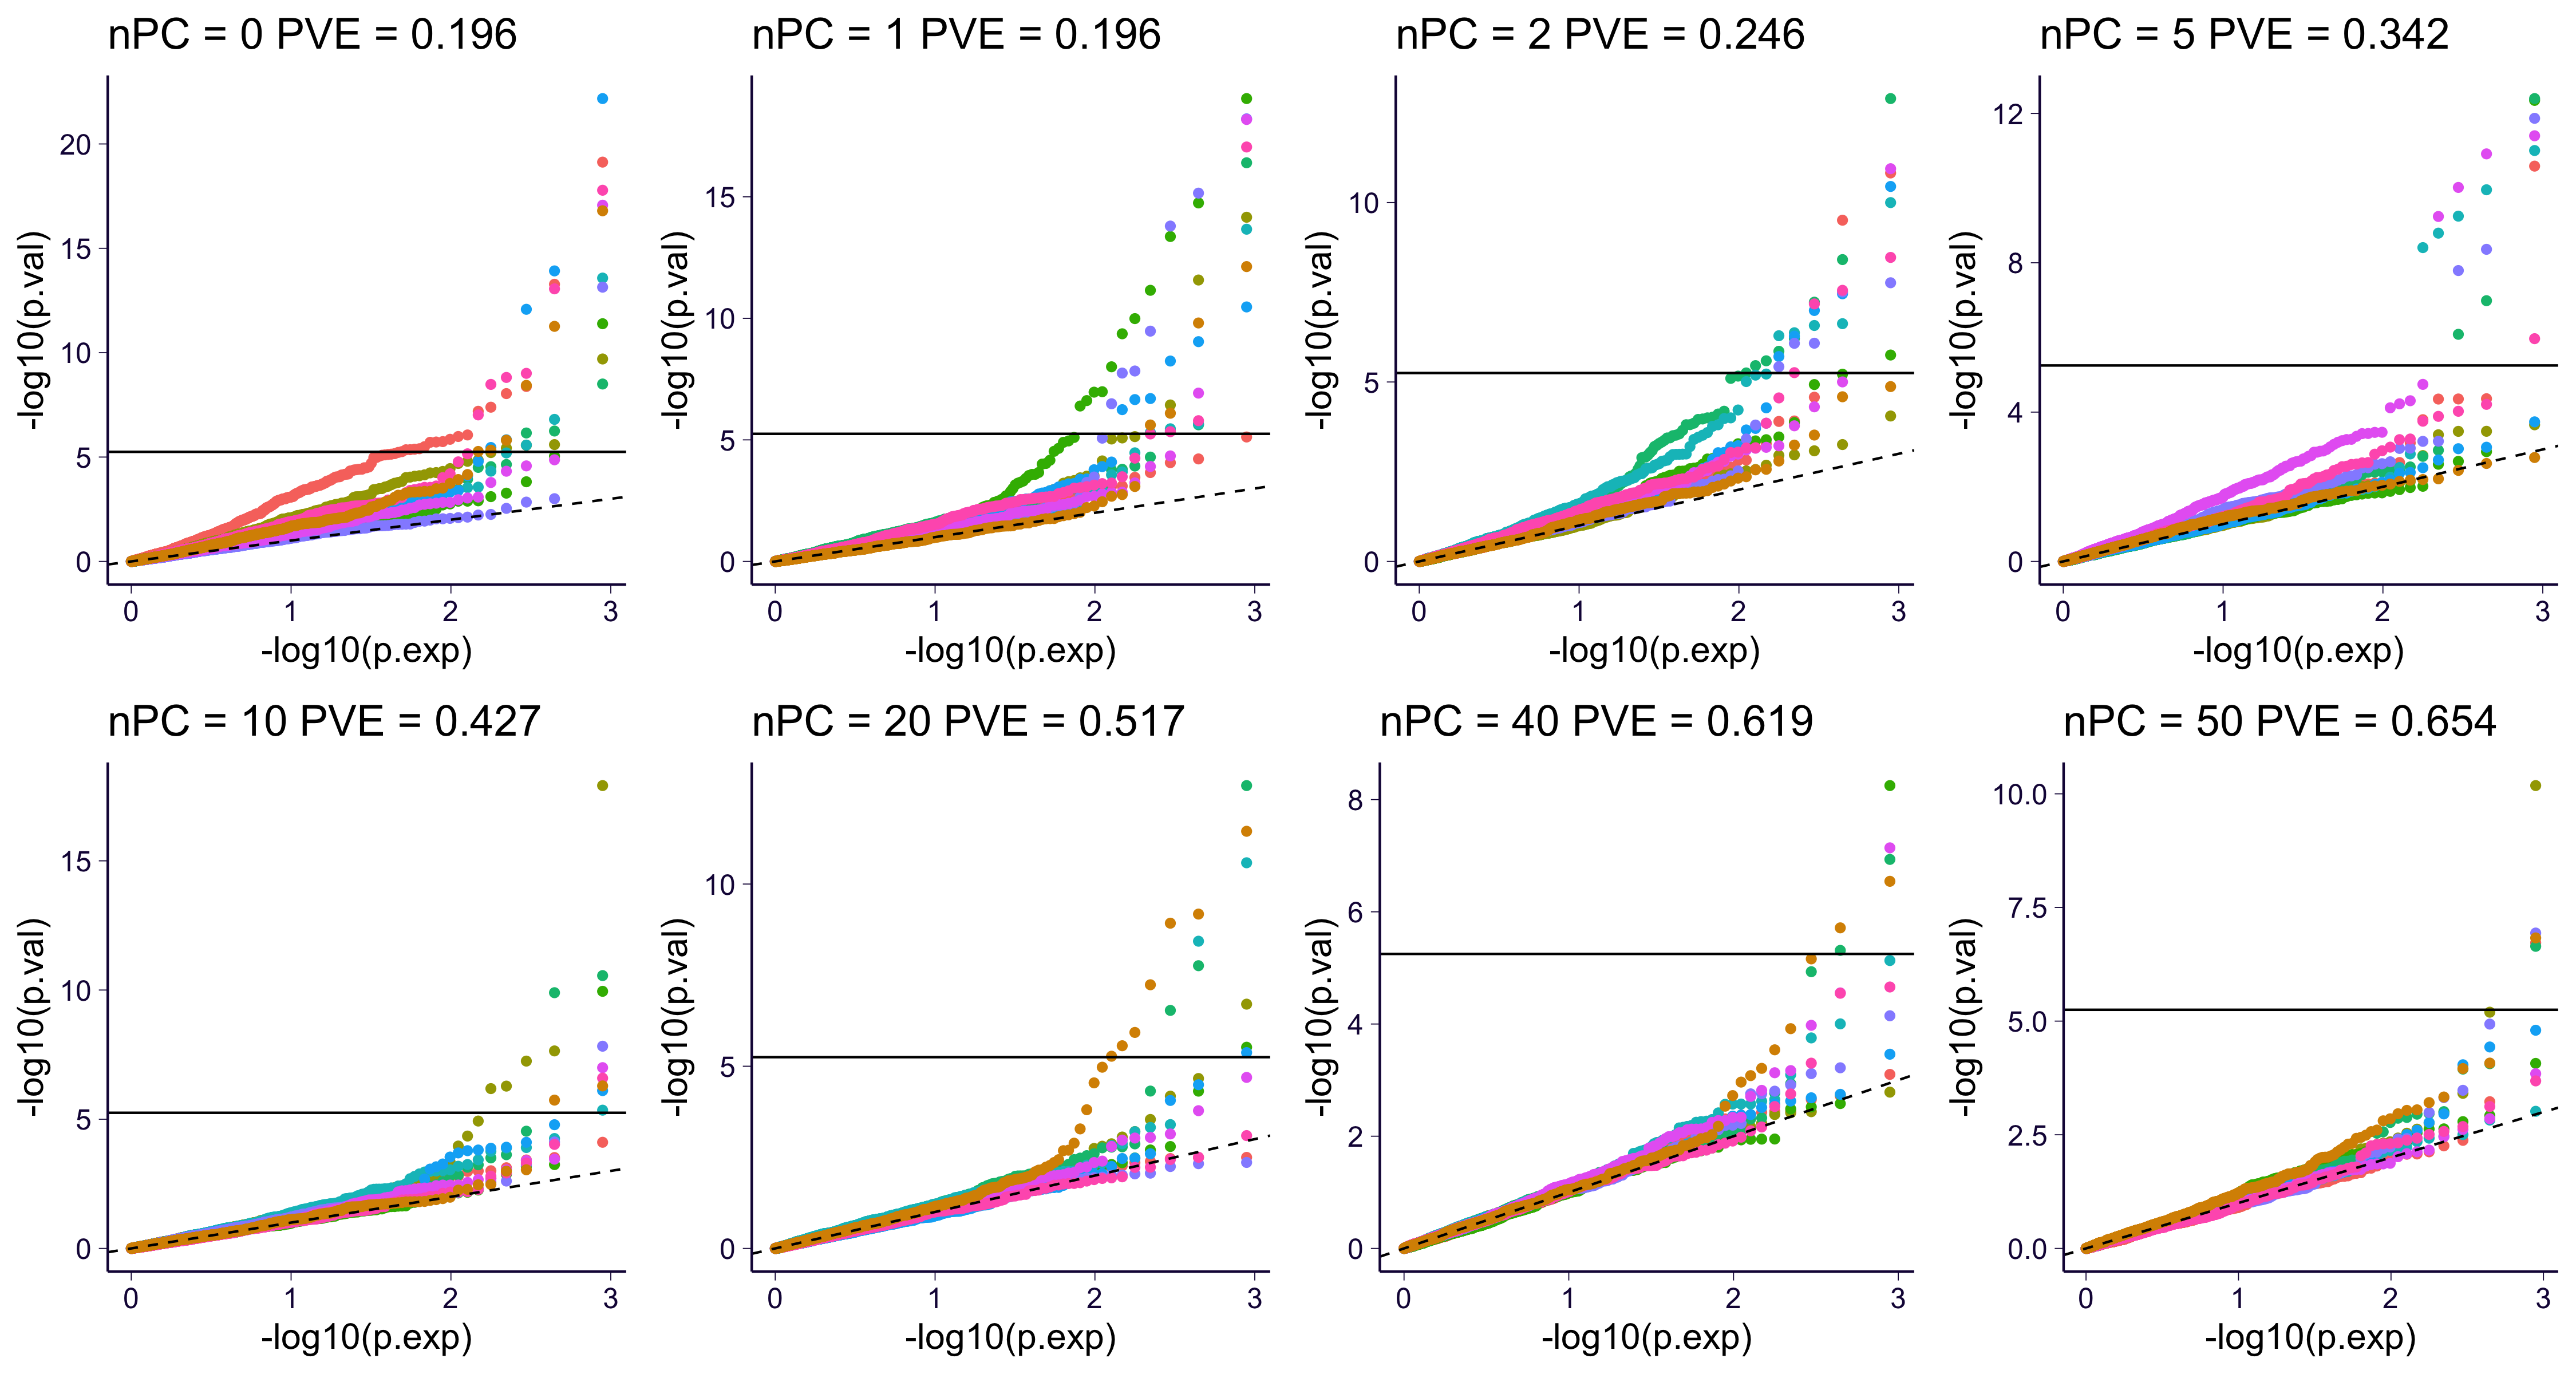 nPC = 0 PVE = 0.196
-log10(p.val)
20
15
10
5
0
0 1 2 3
-log10(p.exp)
nPC = 1 PVE = 0.196
-log10(p.val)
15
10
5
0
0 1 2 3
-log10(p.exp)
nPC = 2 PVE = 0.246
-log10(p.val)
10
5
0
0 1 2 3
-log10(p.exp)
nPC = 5 PVE = 0.342
-log10(p.val)
12
8
4
0
0 1 2 3
-log10(p.exp)
nPC = 10 PVE = 0.427
-log10(p.val)
15
10
5
0
0 1 2 3
-log10(p.exp)
nPC = 20 PVE = 0.517
-log10(p.val)
10
5
0
0 1 2 3
-log10(p.exp)
nPC = 40 PVE = 0.619
-log10(p.val)
8
6
4
2
0
0 1 2 3
-log10(p.exp)
nPC = 50 PVE = 0.654
-log10(p.val)
10.0
7.5
5.0
2.5
0.0
0 1 2 3
-log10(p.exp)